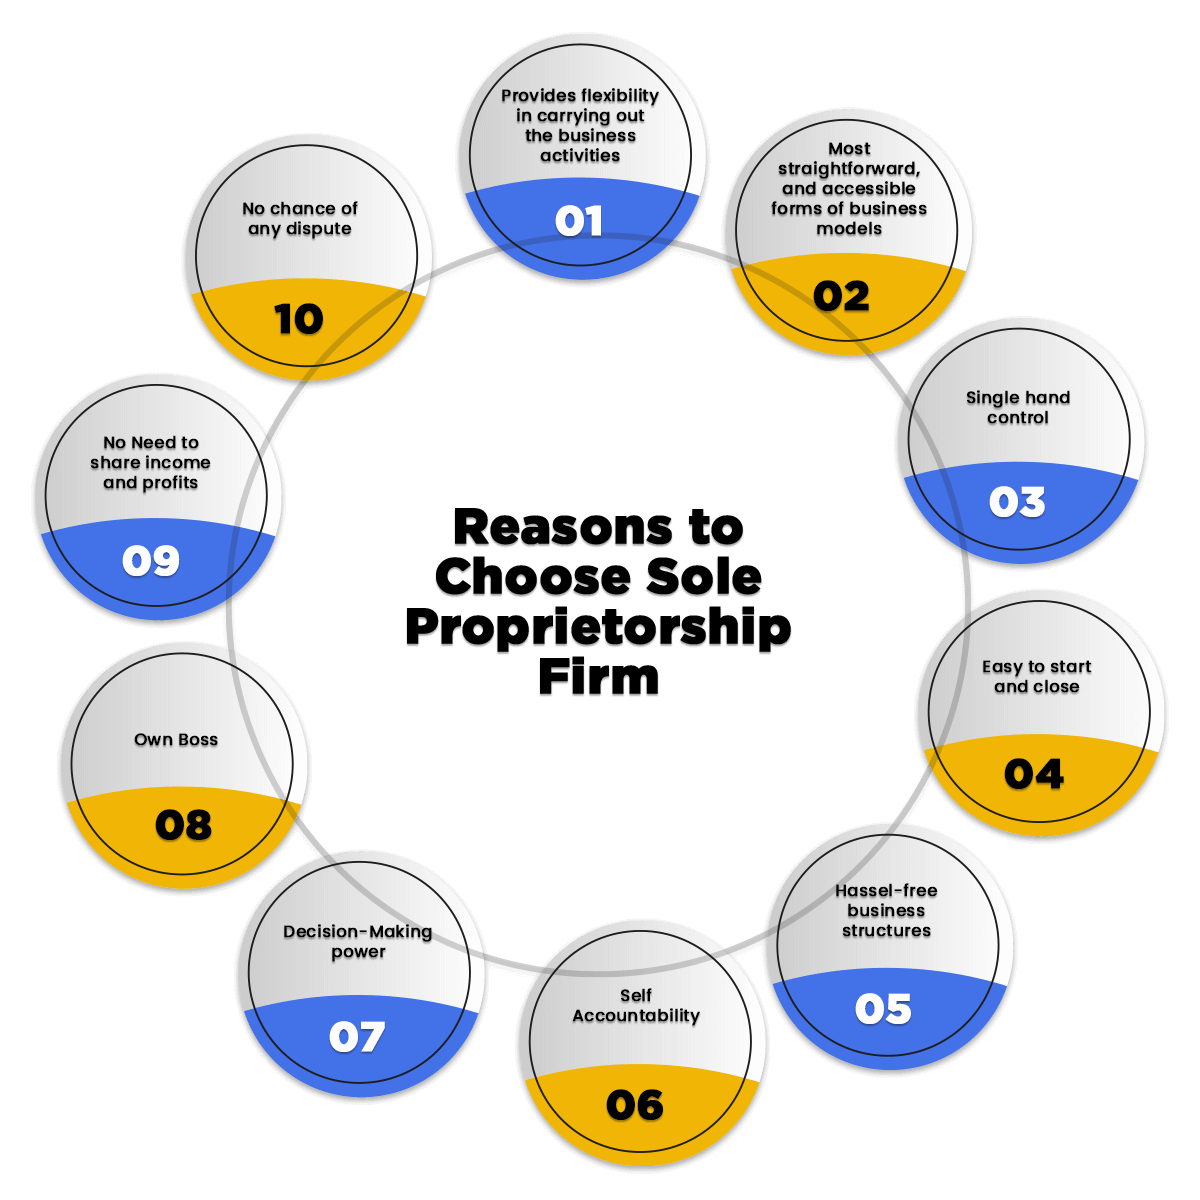 Reasons to
Choose Sole
Proprietorship
Firm
Provides flexibility
in carrying out
the business
activities
01
Most
straightforward,
and accessible
forms of business
models
02
Single hand
control
03
Easy to start
and close
04
Hassel-free
business
structures
05
Self
Accountability
06
Decision-Making
power
07
Own Boss
08
No Need to
share income
and profits
09
No chance of
any dispute
10